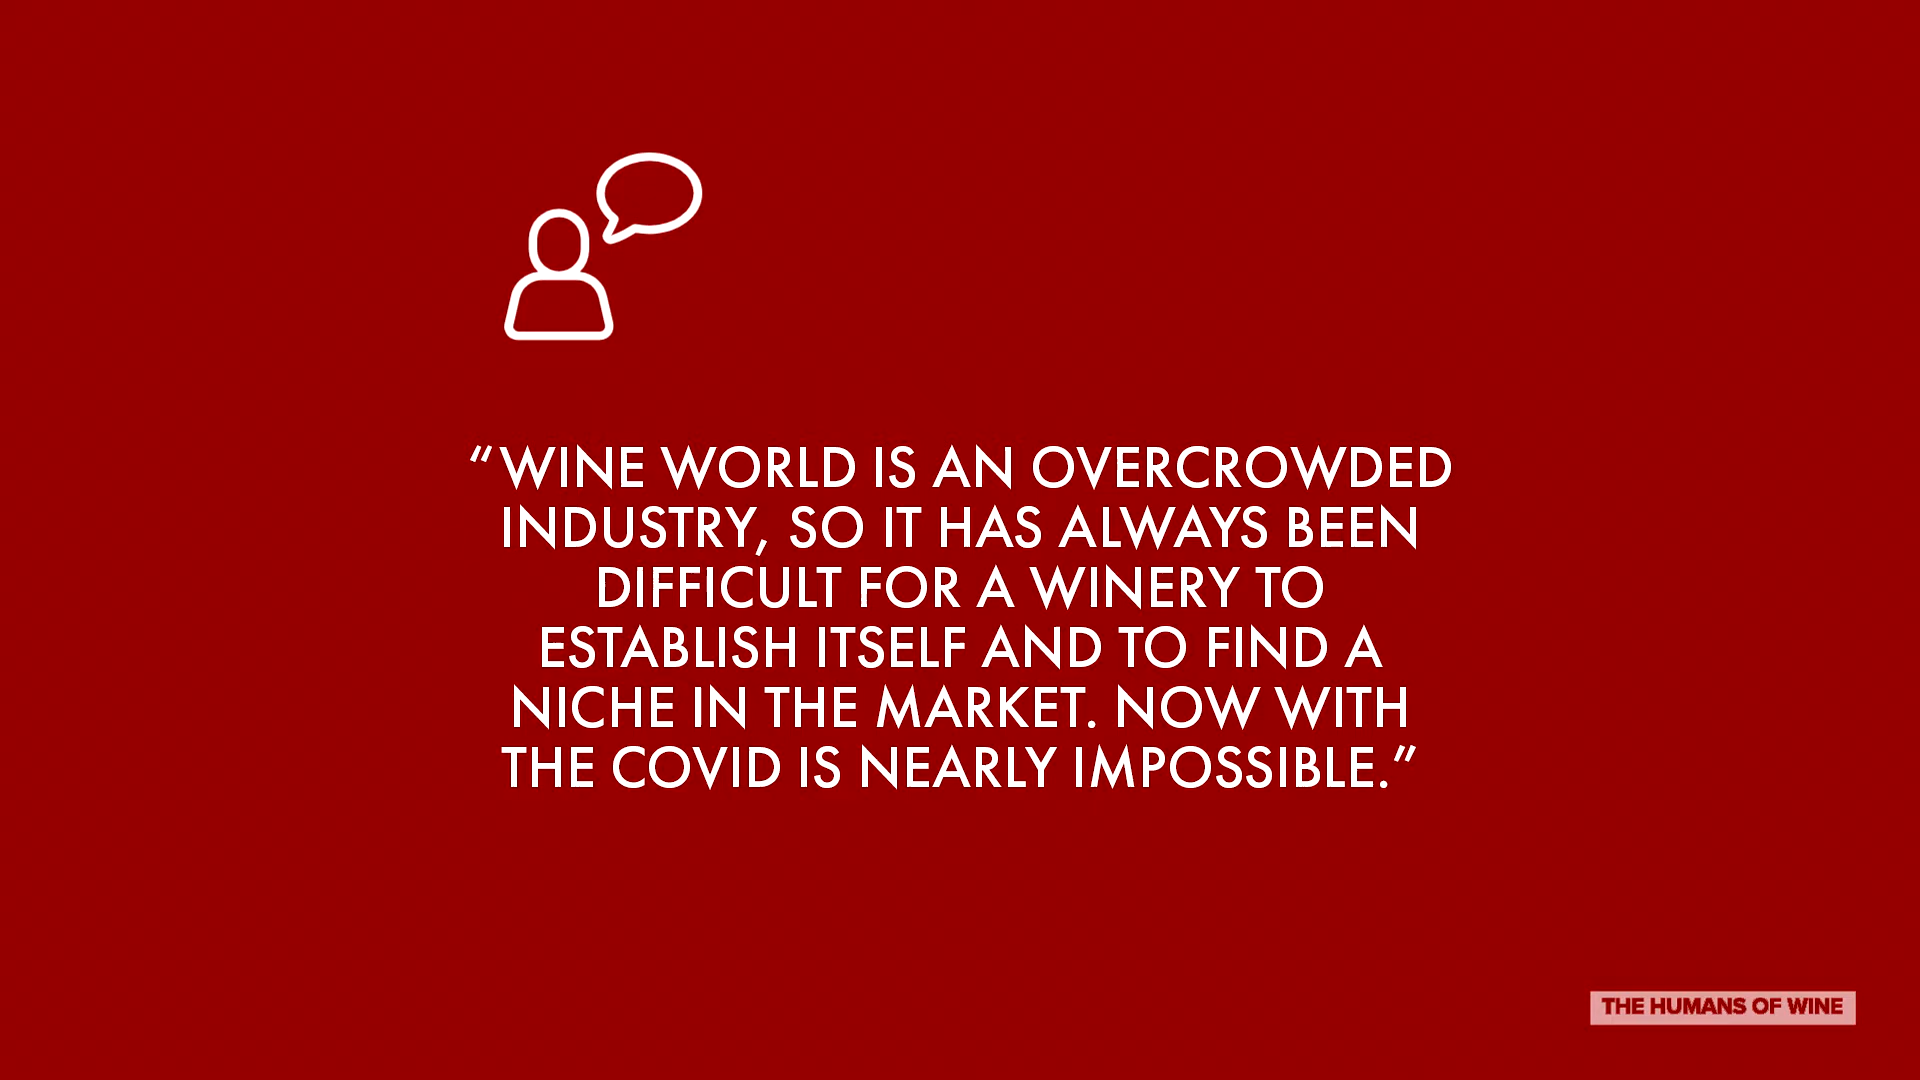 “WINE WORLD IS AN OVERCROWDED
INDUSTRY, SO IT HAS ALWAYS BEEN
DIFFICULT FOR A WINERY TO
ESTABLISH ITSELF AND TO FIND A
NICHE IN THE MARKET. NOW WITH
THE COVID IS NEARLY IMPOSSIBLE.”
THE HUMANS OF WINE